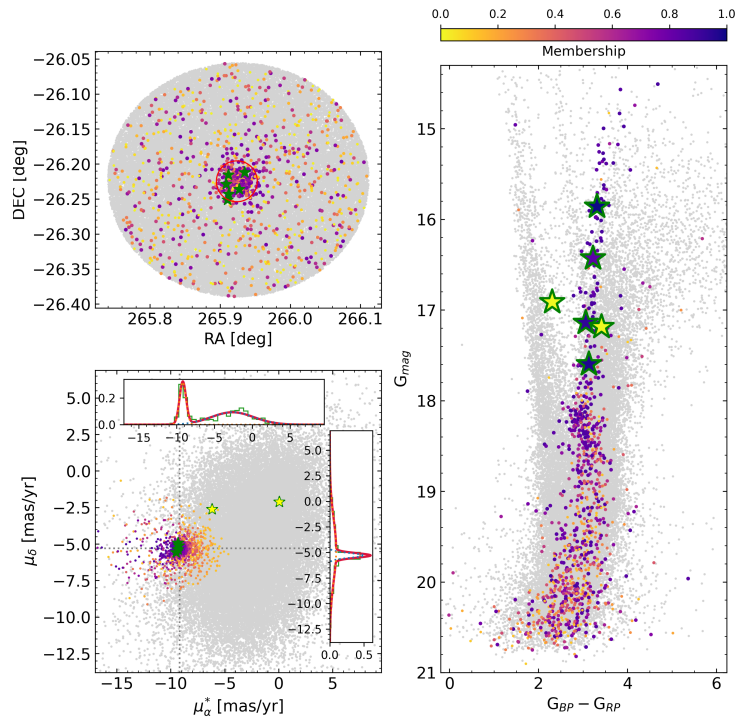 0.0 0.2 0.4 0.6 0.8 1.0
Membership
−26.05
−26.10
−26.15
−26.20
−26.25
−26.30
−26.35
−26.40
DEC [deg]
265.8 265.9 266.0 266.1
RA [deg]
5.0
2.5
0.0
−2.5
−5.0
−7.5
−10.0
−12.5
μδ [mas/yr]
−15 −10 −5 0 5
μ*α [mas/yr]
0.2
0.0
−15 −10 −5 0 5
5.0
2.5
0.0
−2.5
−5.0
−7.5
−10.0
−12.5
0.0 0.5
15
16
17
18
19
20
21
Gmag
0 2 4 6
GBP − GRP